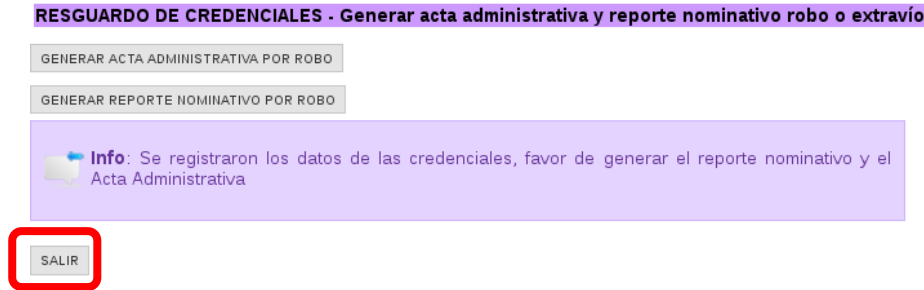 RESGUARDO DE CREDENCIALES - Generar acta administrativa y reporte nominativo robo o extravío
GENERAR ACTA ADMINISTRATIVA POR ROBO
GENERAR REPORTE NOMINATIVO POR ROBO
Info: Se registraron los datos de las credenciales, favor de generar el reporte nominativo y el
Acta Administrativa
SALIR